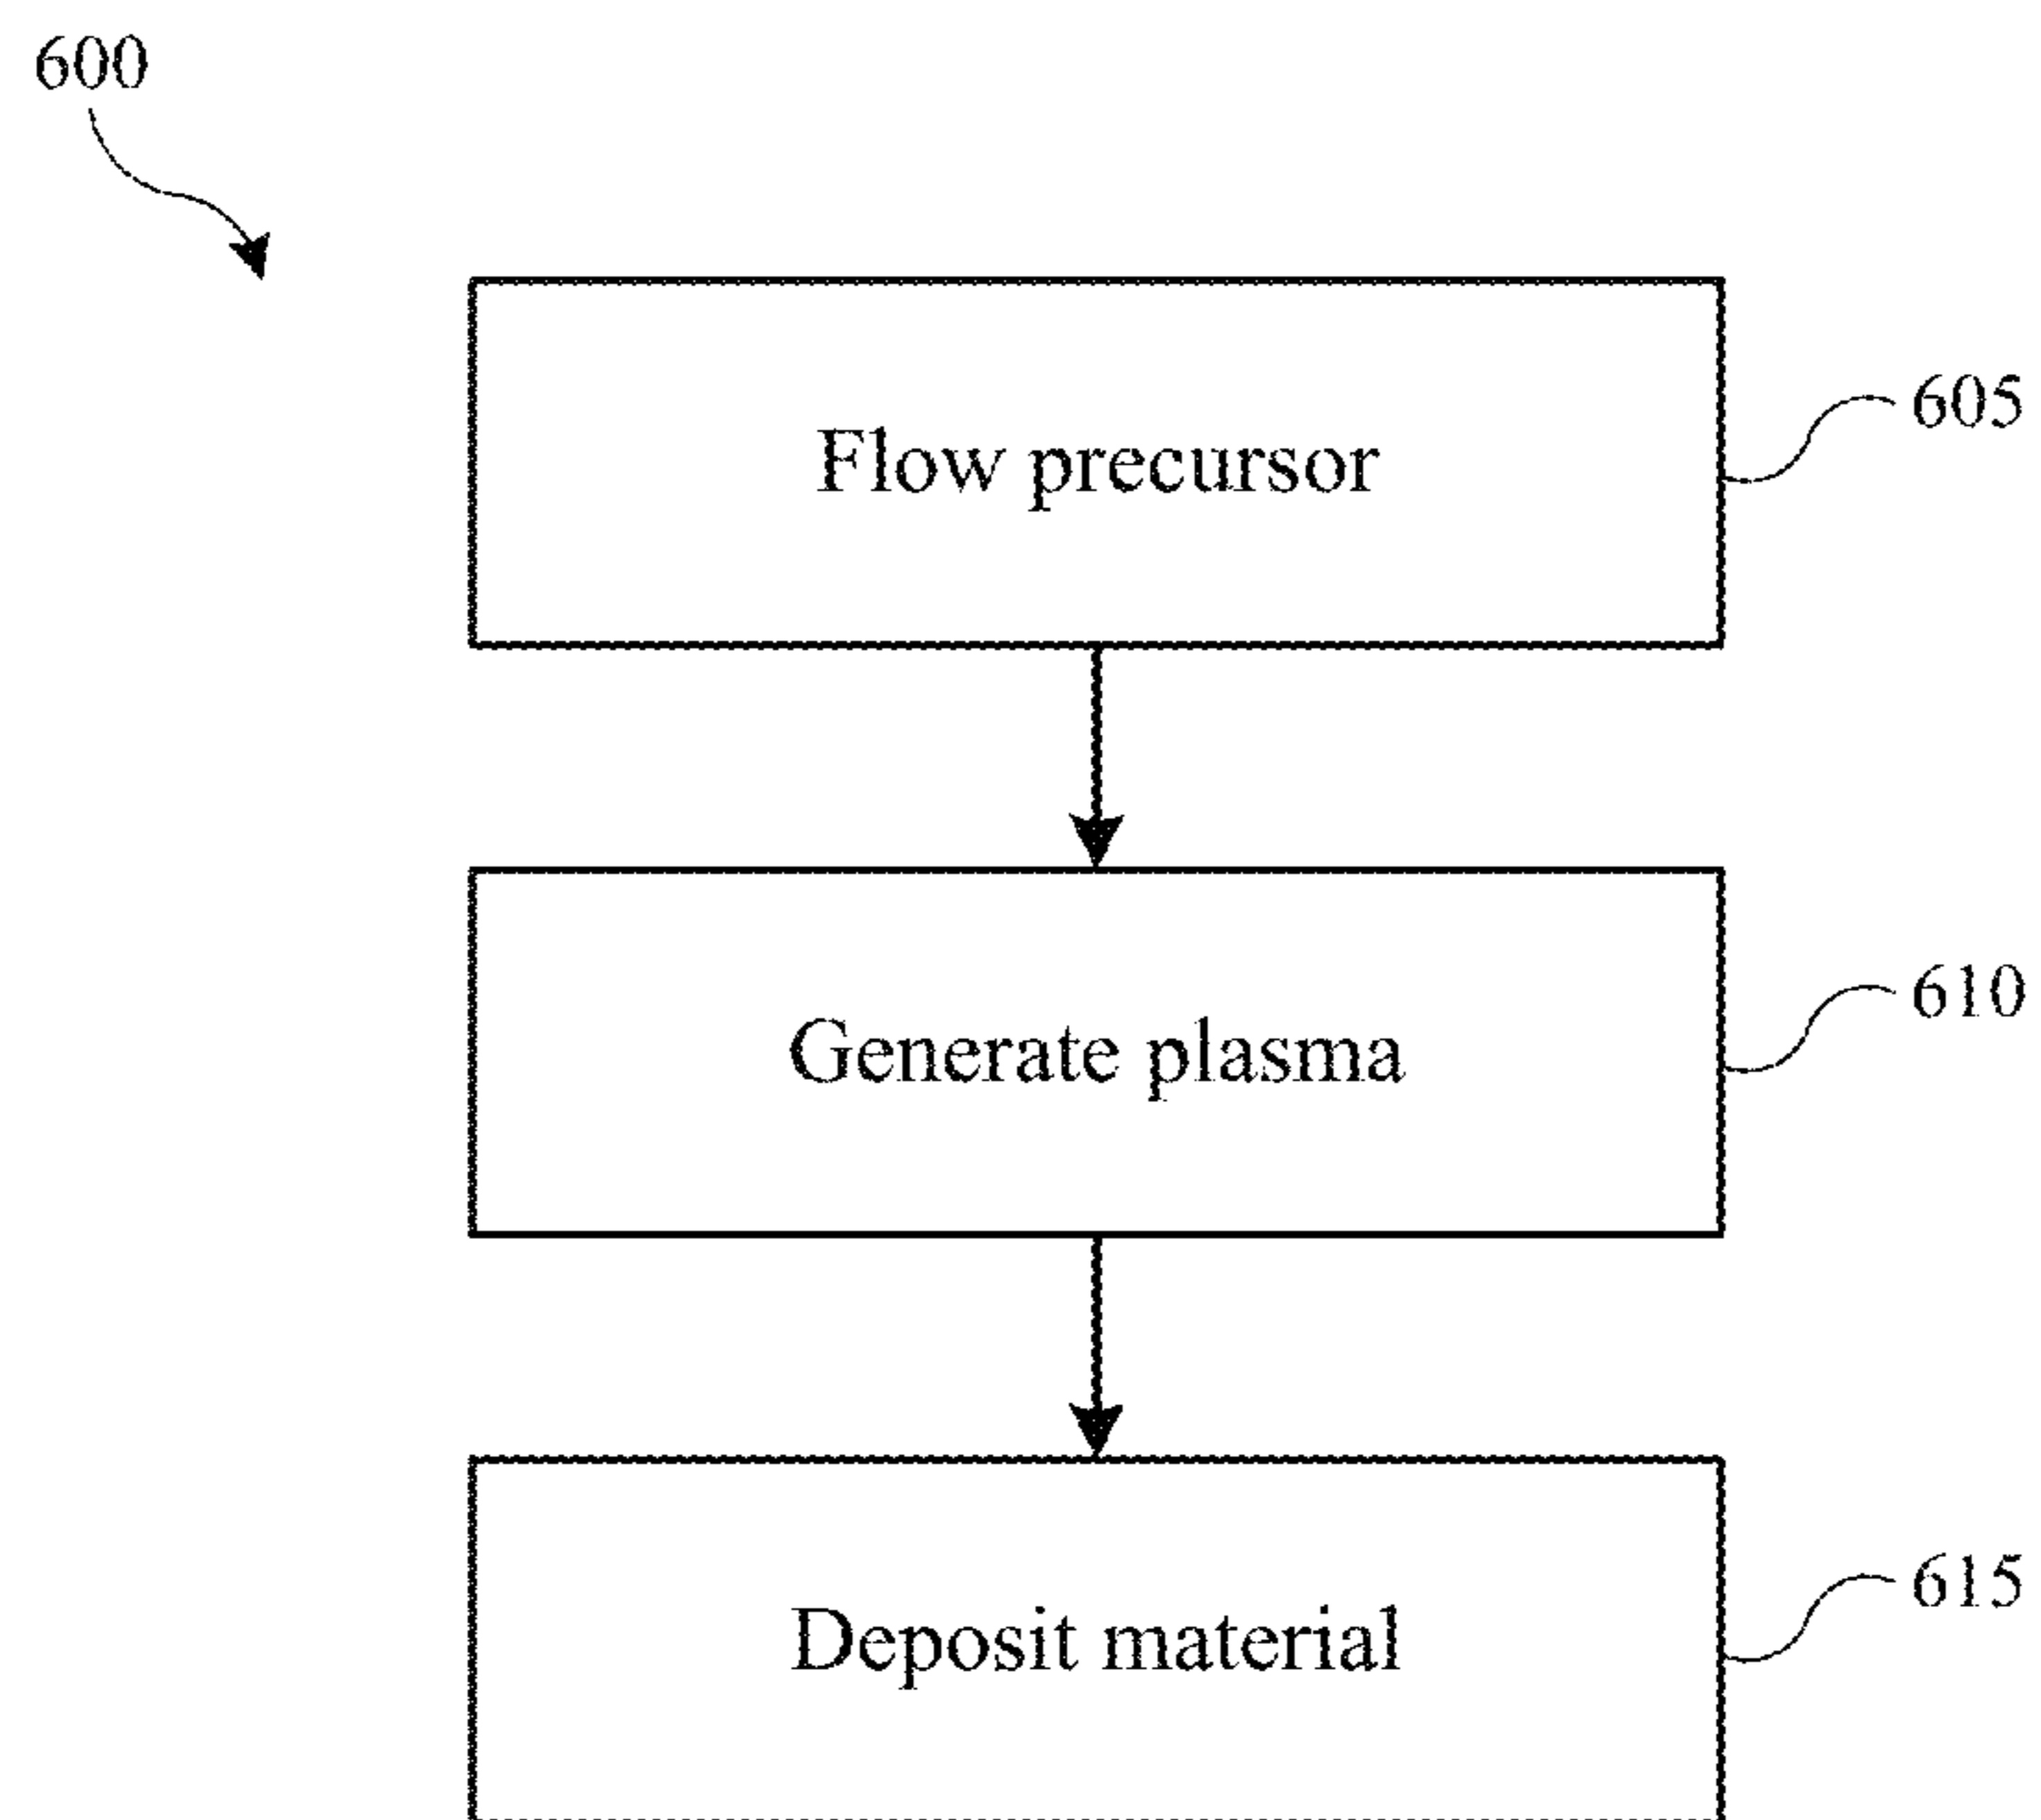 600
Flow precursor
605
Generate plasma
610
Deposit material
615